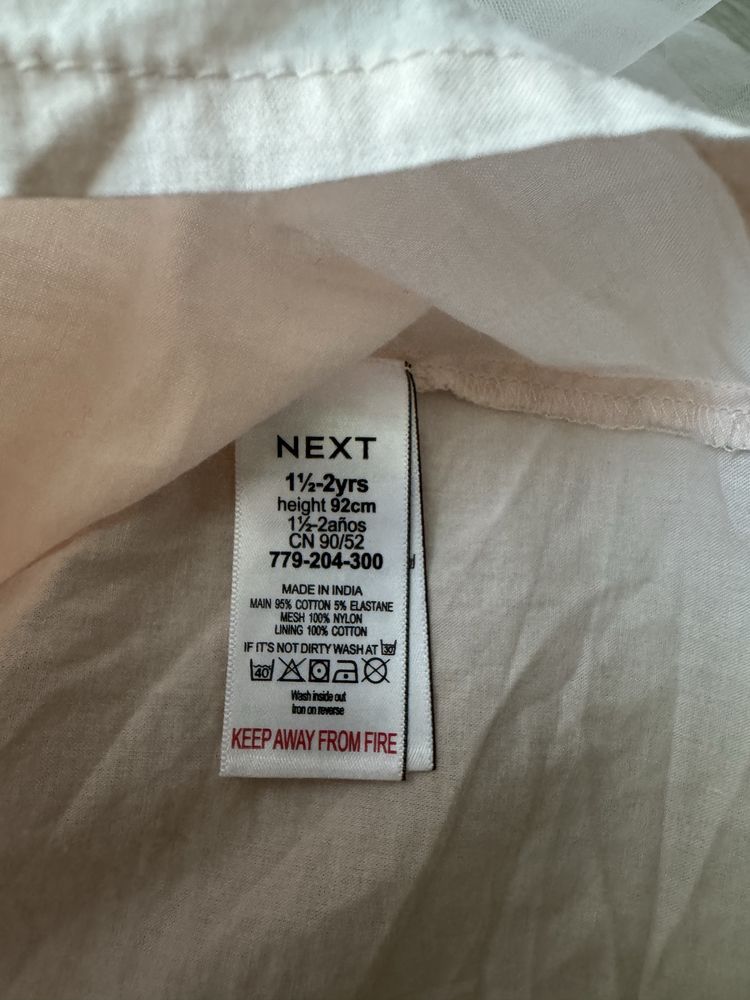 NEXT
1½-2yrs
height 92cm
1½-2años
CN 90/52
779-204-300
MADE IN INDIA
MAIN 95% COTTON 5% ELASTANE
MESH 100% NYLON
LINING 100% COTTON
IF IT'S NOT DIRTY WASH AT 30
40
Wash inside out
Iron on reverse
KEEP AWAY FROM FIRE